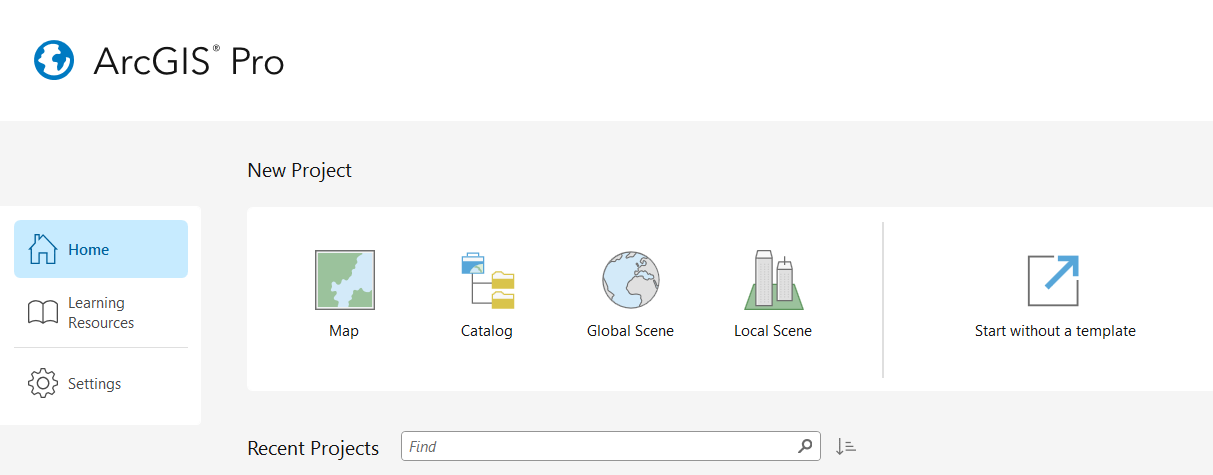 ArcGIS® Pro
New Project
Home
Learning
Resources
Settings
Map
Catalog
Global Scene
Local Scene
Start without a template
Recent Projects
Find